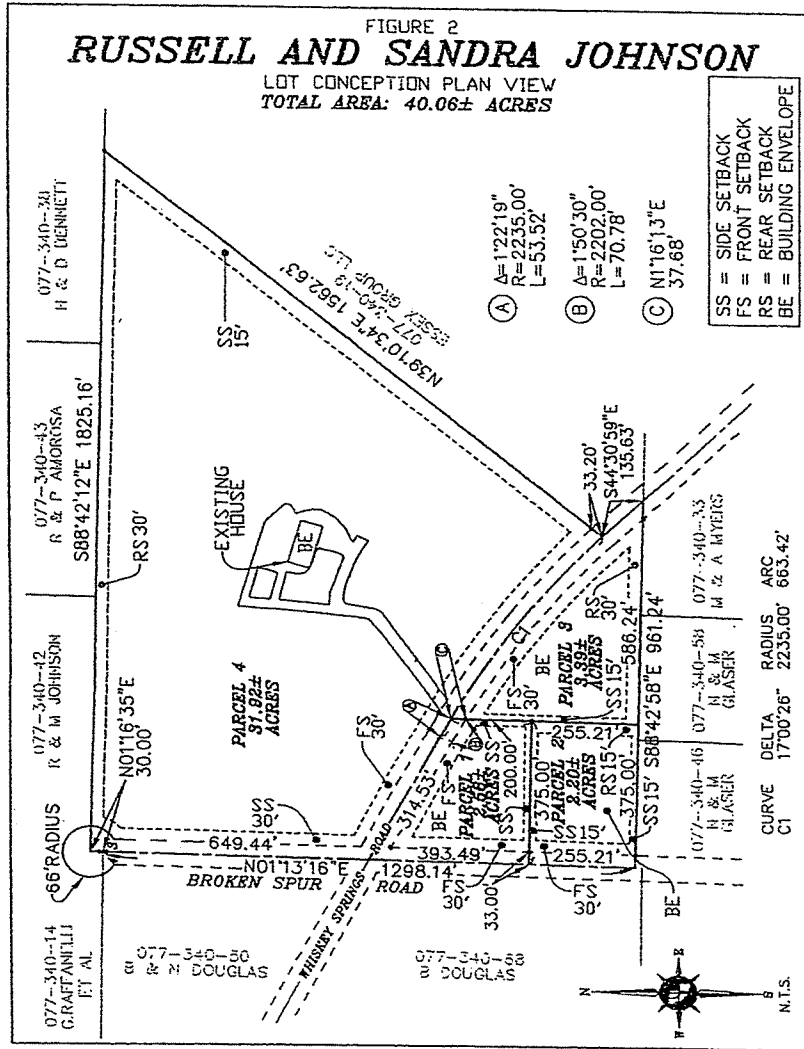 FIGURE 2
RUSSELL AND SANDRA JOHNSON
LOT CONCEPTION PLAN VIEW
TOTAL AREA: 40.06± ACRES
077-340-14
G.RAFFANELLI
ET AL
66' RADIUS
077-340-42
R & M JOHNSON
N01°16'35"E
30.00'
077-340-43
R & P AMOROSA
S88°42'12"E 1825.16'
077-340-38
H & D DENNETT
RS 30'
SS
15'
N39°10'34"E 1562.63'
077-340-19
ESSEX GROUP LLC
EXISTING
HOUSE
BE
PARCEL 4
31.92±
ACRES
A Δ=1°22'19"
R=2235.00'
L=53.52'
B Δ=1°50'30"
R=2202.00'
L=70.78'
C N1°16'13"E
37.68'
SS = SIDE SETBACK
FS = FRONT SETBACK
RS = REAR SETBACK
BE = BUILDING ENVELOPE
SS
30'
FS
30'
649.44'
N01°13'16"E
1298.14'
BROKEN SPUR ROAD
WHISKEY SPRINGS ROAD
077-340-50
B & N DOUGLAS
077-340-68
B DOUGLAS
314.53'
393.49'
BE
FS
PARCEL 1
ACRES
SS
200.00'
SS
FS
30'
33.00'
375.00'
PARCEL 2
2.20±
ACRES
255.21'
SS15'
RS15'
375.00'
255.21'
FS
30'
BE
SS15'
C1
FS
30'
BE
PARCEL 3
3.39±
ACRES
SS15'
586.24'
RS
30'
33.20'
S44°30'59"E
135.63'
S88°42'58"E 961.24'
077-340-46
N & M
GLASER
077-340-58
N & M
GLASER
077-340-33
M & A MYERS
CURVE DELTA RADIUS ARC
C1 17°00'26" 2235.00' 663.42'
N
E
S
W
N.T.S.